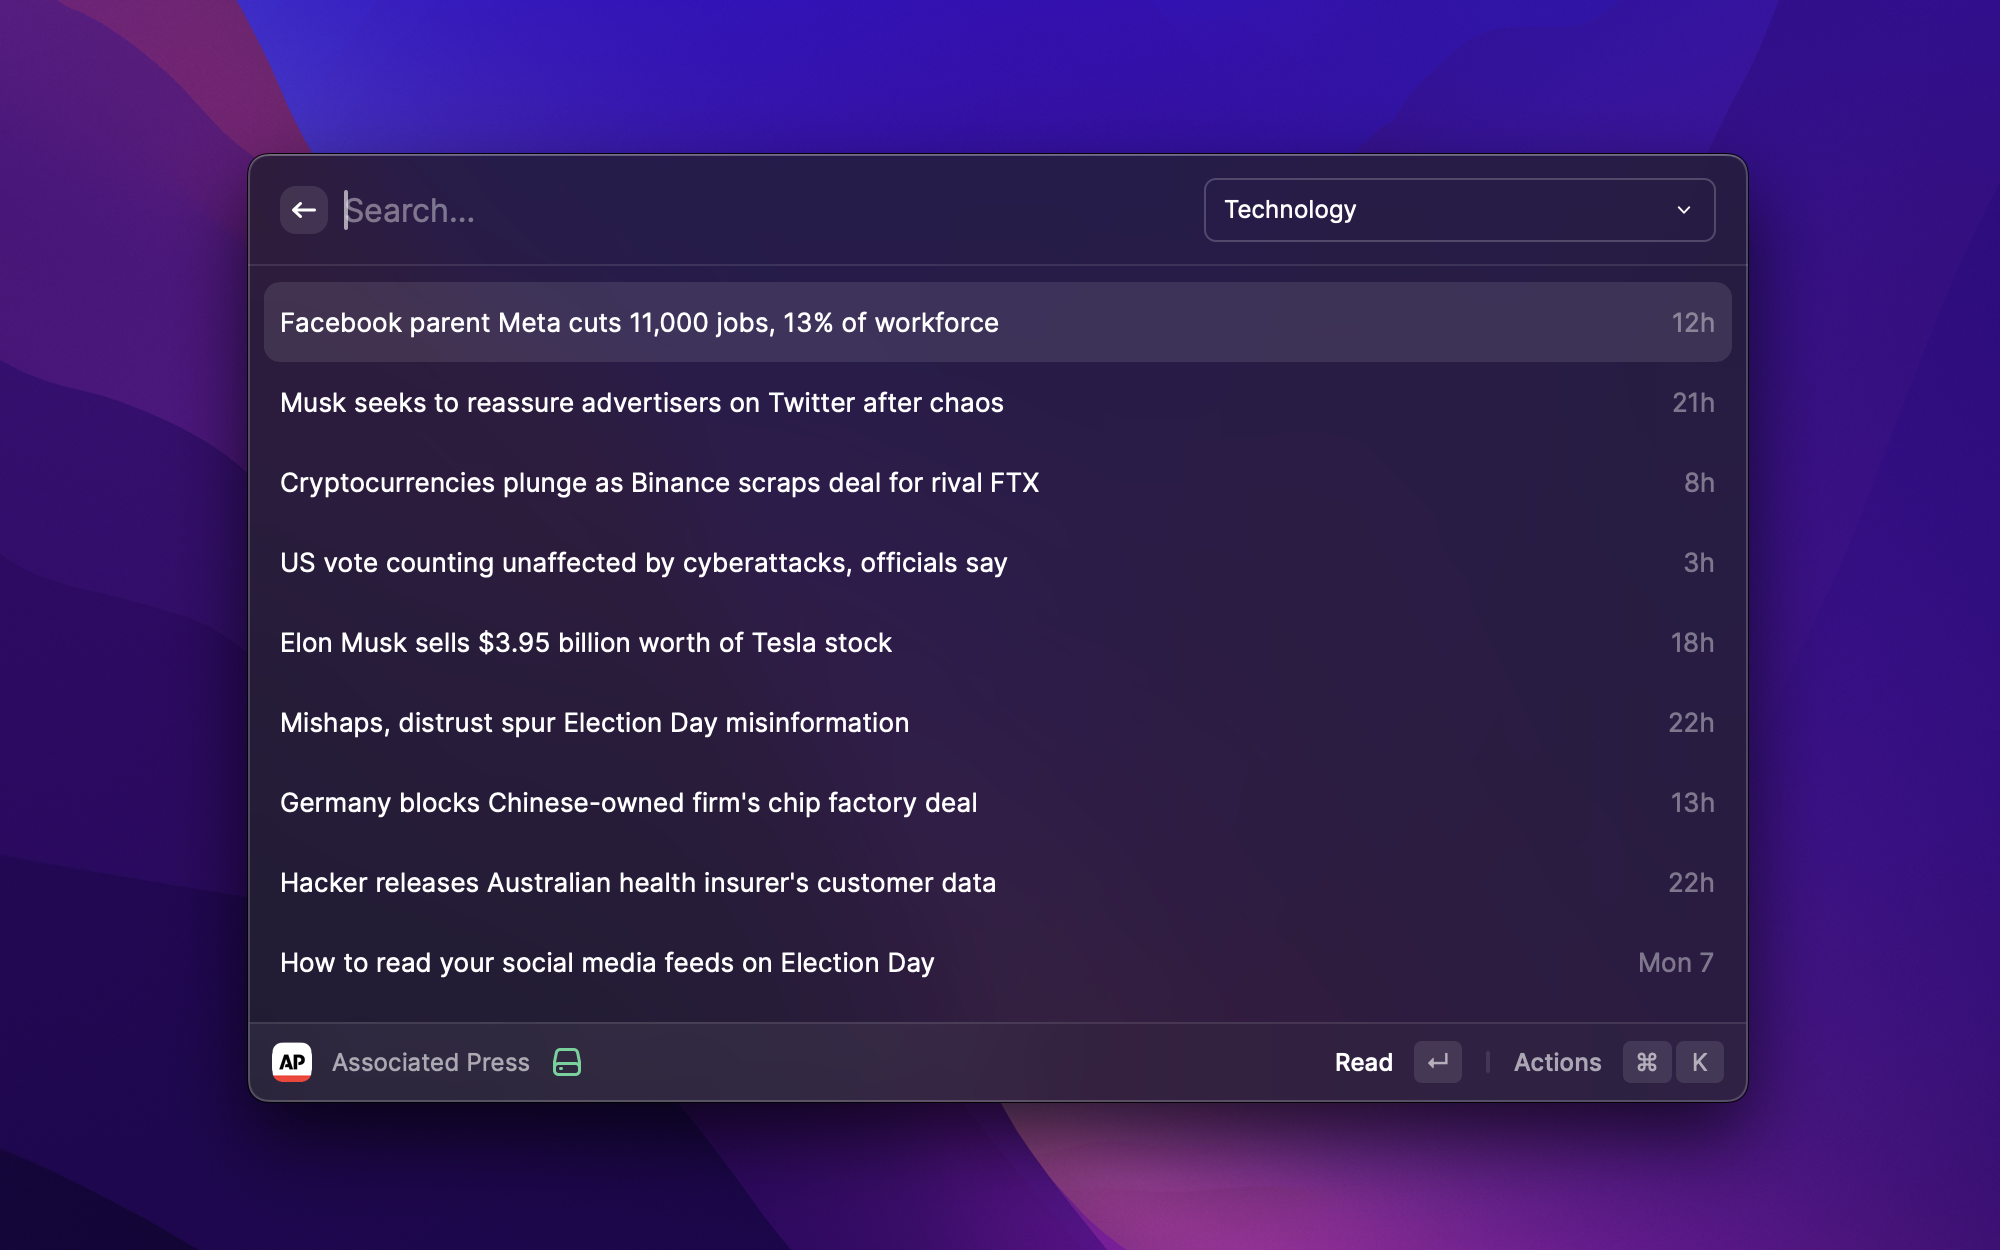 Search...
Technology
Facebook parent Meta cuts 11,000 jobs, 13% of workforce 12h
Musk seeks to reassure advertisers on Twitter after chaos 21h
Cryptocurrencies plunge as Binance scraps deal for rival FTX 8h
US vote counting unaffected by cyberattacks, officials say 3h
Elon Musk sells $3.95 billion worth of Tesla stock 18h
Mishaps, distrust spur Election Day misinformation 22h
Germany blocks Chinese-owned firm's chip factory deal 13h
Hacker releases Australian health insurer's customer data 22h
How to read your social media feeds on Election Day Mon 7
AP Associated Press Read ↵ | Actions ⌘ K